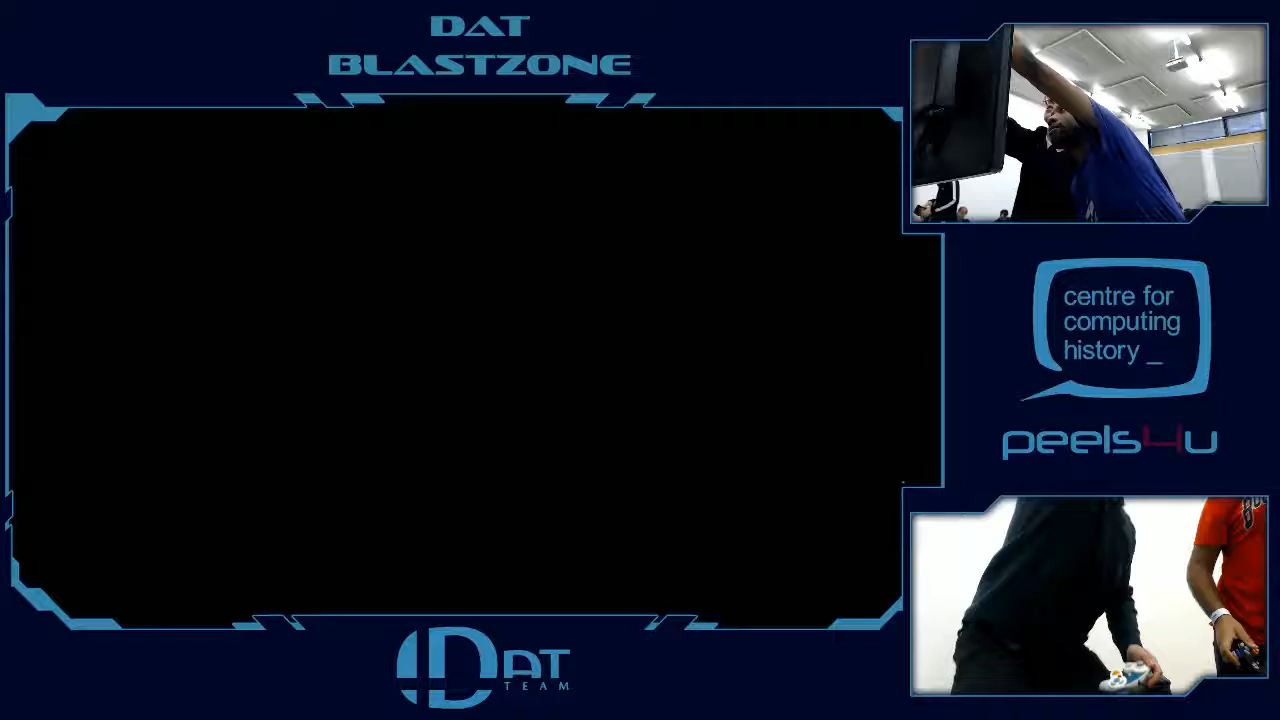 DAT
BLASTZONE
centre for
computing
history _
peels4u
DAT
TEAM